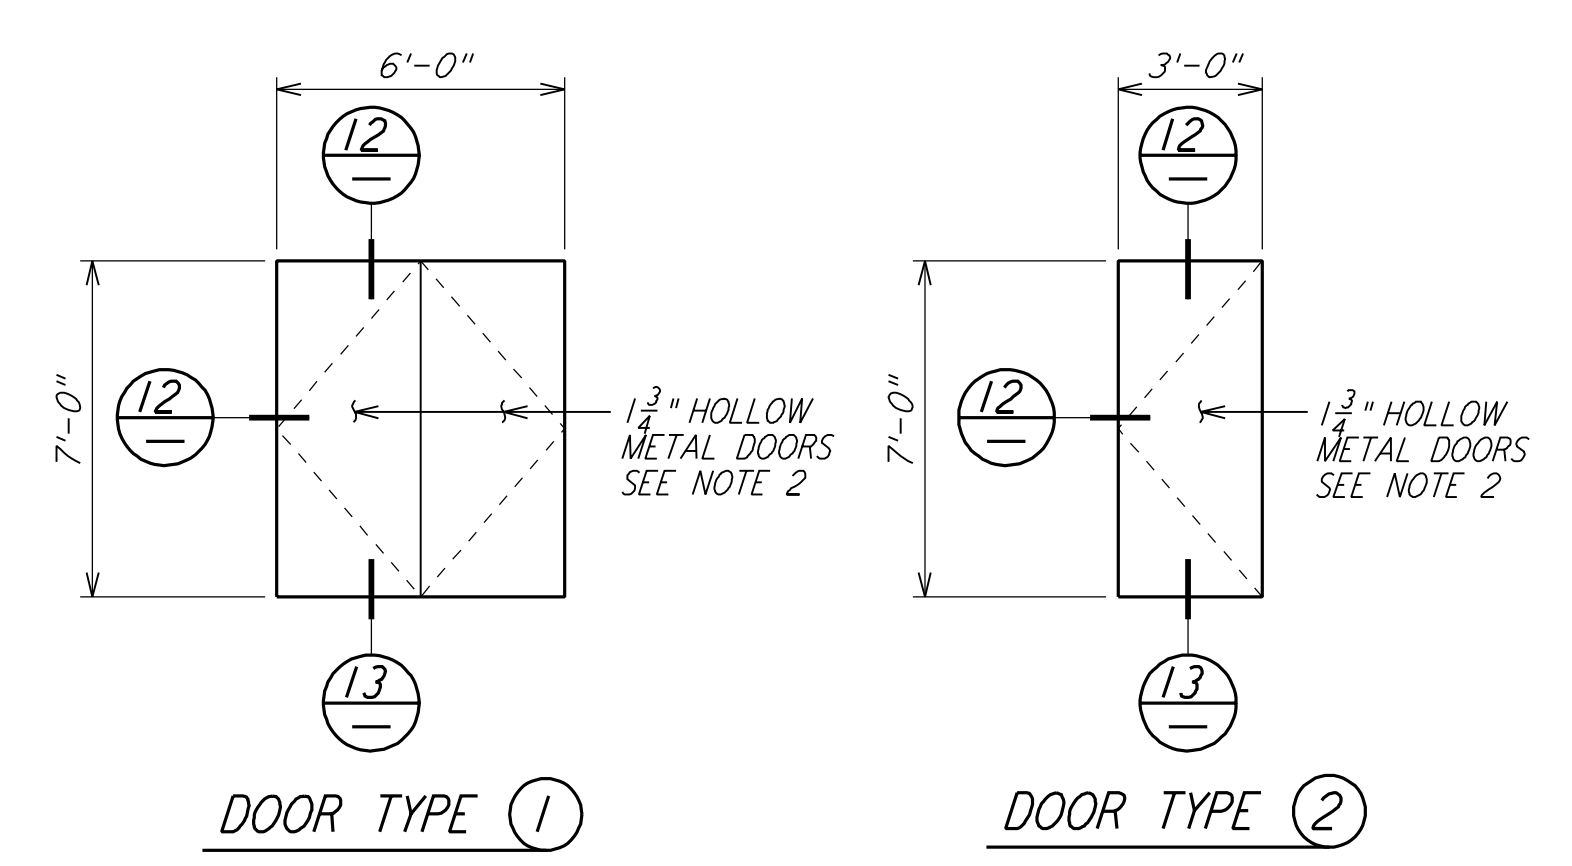 6'-0"
12
—
7'-0"
12
—
1 3/4" HOLLOW
METAL DOORS
SEE NOTE 2
13
—
DOOR TYPE 1
3'-0"
12
—
7'-0"
12
—
1 3/4" HOLLOW
METAL DOORS
SEE NOTE 2
13
—
DOOR TYPE 2